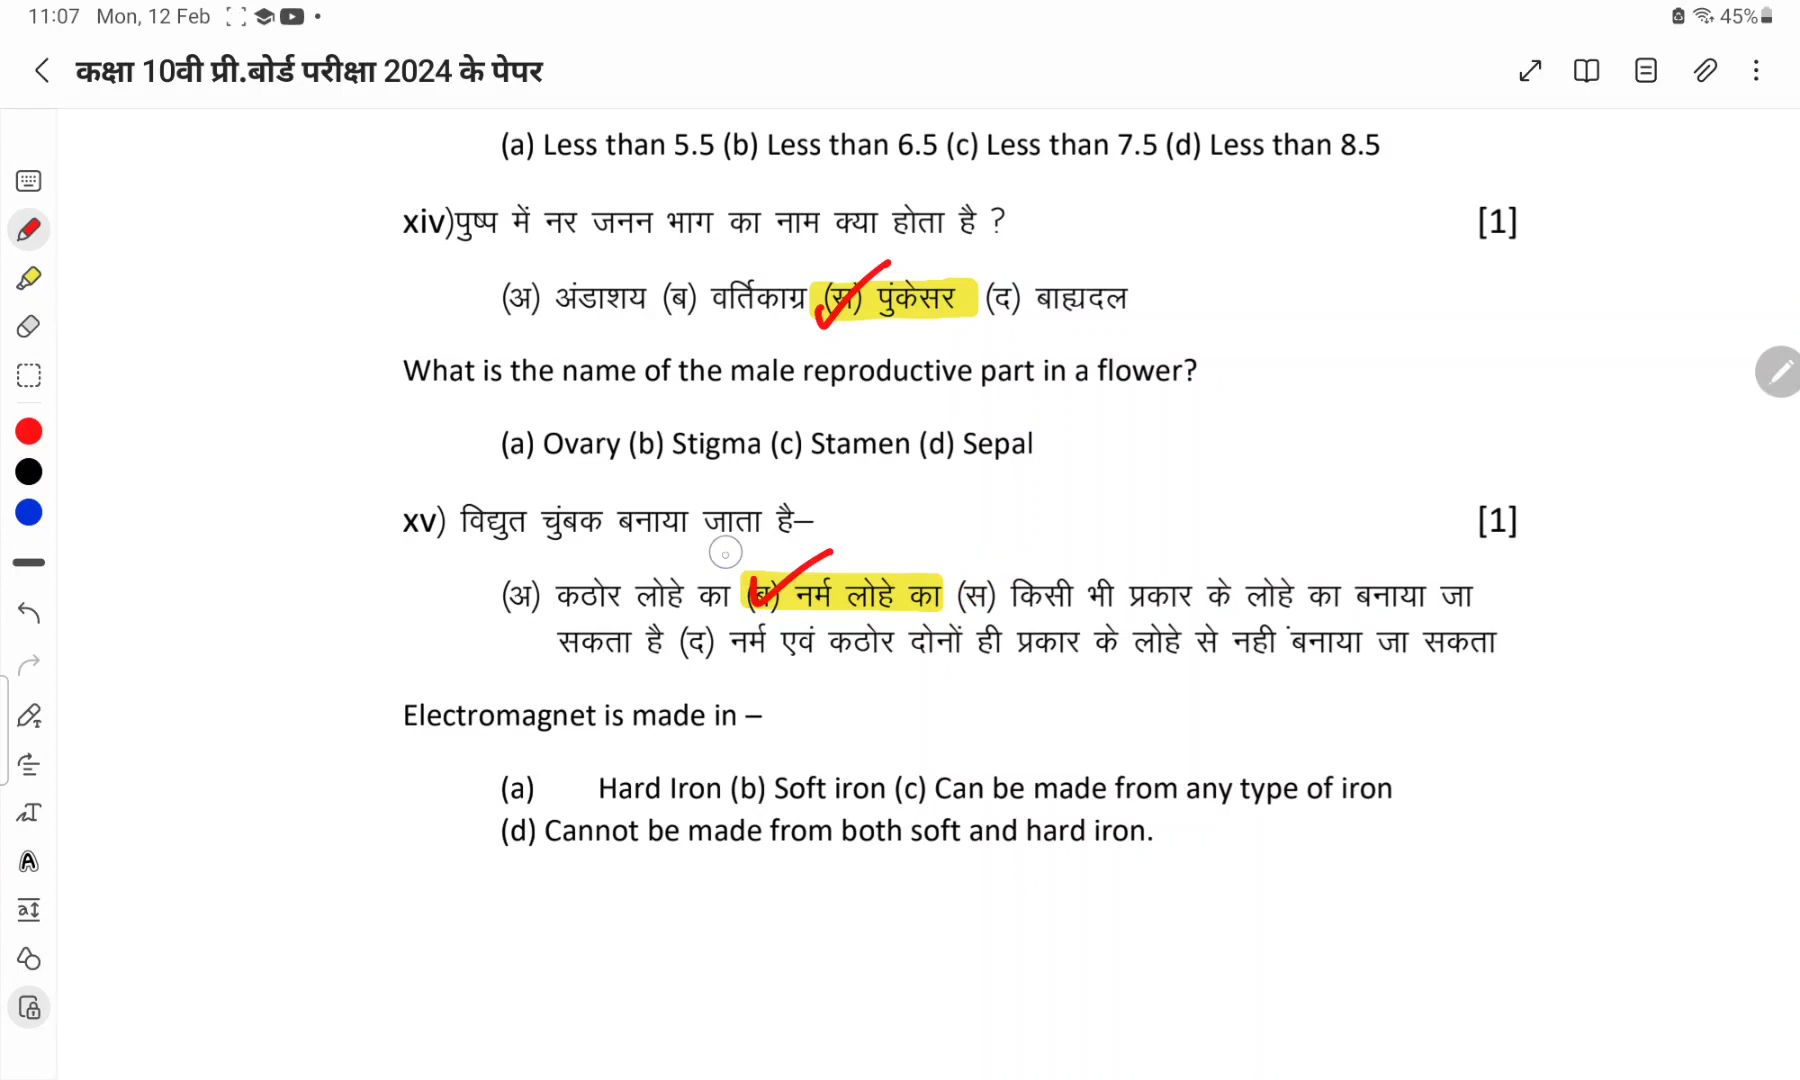 11:07 Mon, 12 Feb 45%
कक्षा 10वी प्री.बोर्ड परीक्षा 2024 के पेपर
(a) Less than 5.5 (b) Less than 6.5 (c) Less than 7.5 (d) Less than 8.5
xiv)पुष्प में नर जनन भाग का नाम क्या होता है ? [1]
(अ) अंडाशय (ब) वर्तिकाग्र (स) पुंकेसर (द) बाह्यदल
What is the name of the male reproductive part in a flower?
(a) Ovary (b) Stigma (c) Stamen (d) Sepal
xv) विद्युत चुंबक बनाया जाता है– [1]
(अ) कठोर लोहे का (ब) नर्म लोहे का (स) किसी भी प्रकार के लोहे का बनाया जा
सकता है (द) नर्म एवं कठोर दोनों ही प्रकार के लोहे से नही ंबनाया जा सकता
Electromagnet is made in –
(a) Hard Iron (b) Soft iron (c) Can be made from any type of iron
(d) Cannot be made from both soft and hard iron.